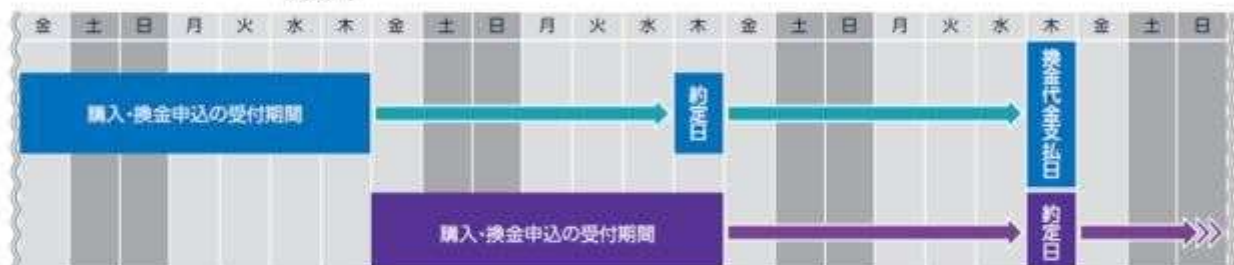 金 土 日 月 火 水 木 金 土 日 月 火 水 木 金 土 日 月 火 水 木 金 土 日
購入・換金申込の受付期間
約定日
換金代金支払日
購入・換金申込の受付期間
約定日